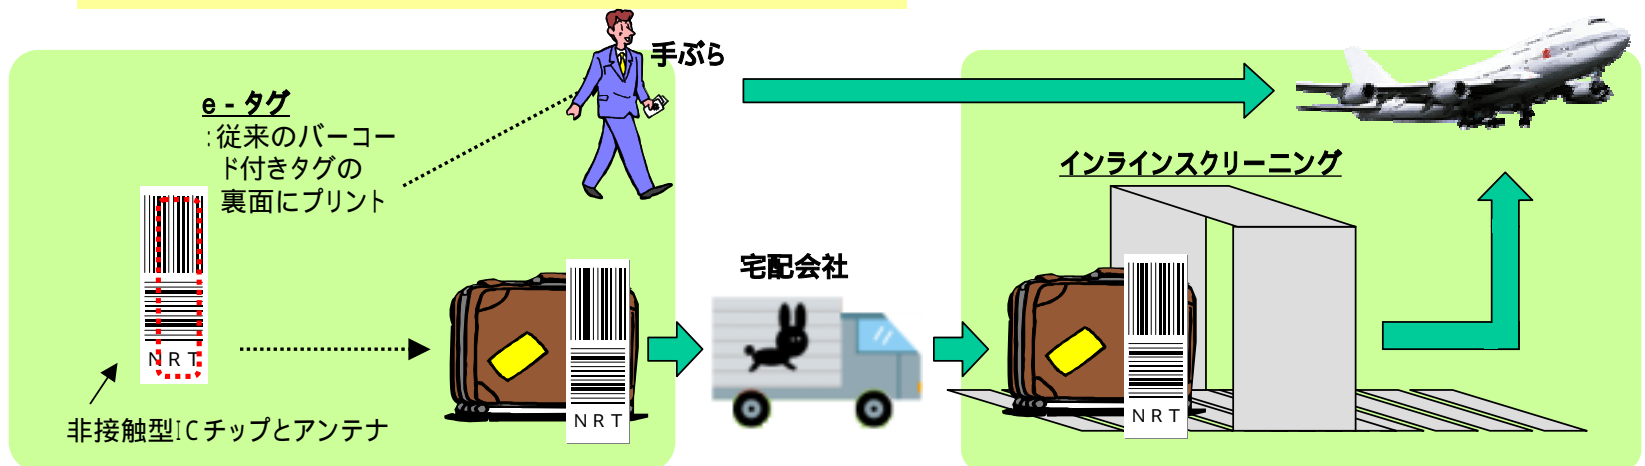 手ぶら
e - タグ
:従来のバーコー
ド付きタグの
裏面にプリント
インラインスクリーニング
宅配会社
NRT
NRT
NRT
非接触型ICチップとアンテナ